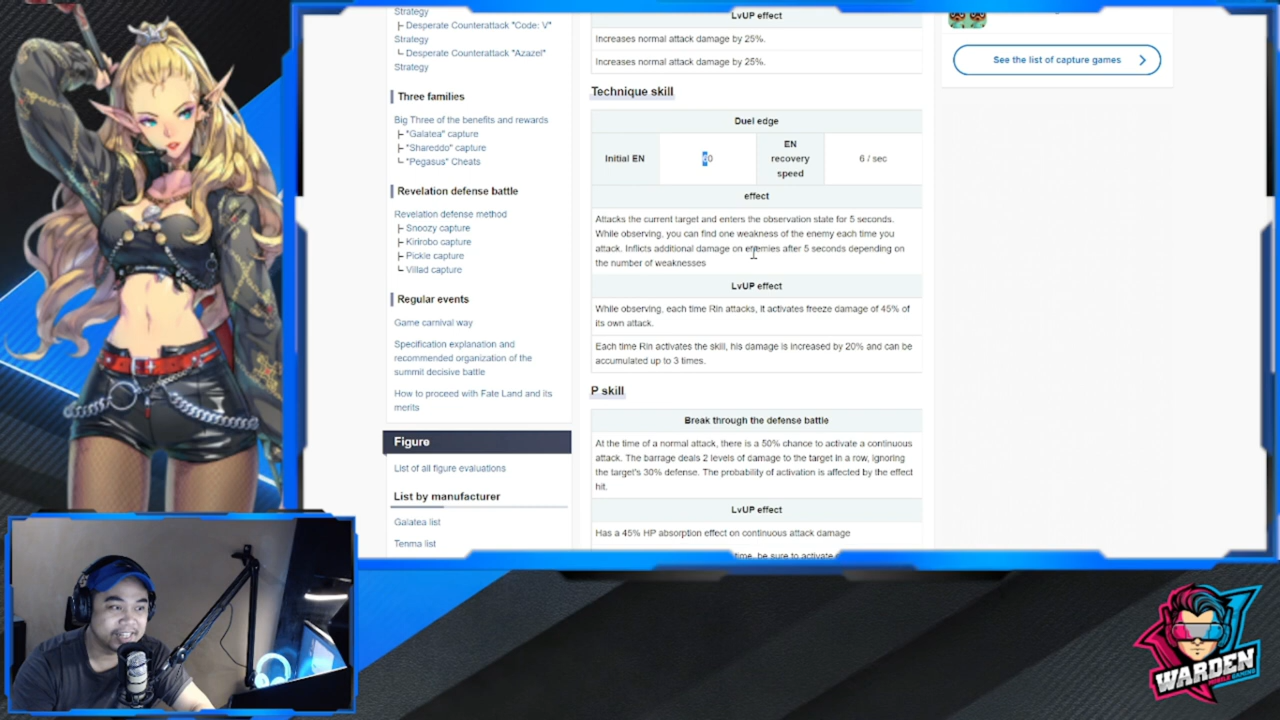 Strategy
├ Desperate Counterattack "Code: V"
Strategy
└ Desperate Counterattack "Azazel"
Strategy
Three families
Big Three of the benefits and rewards
├ "Galatea" capture
├ "Shareddo" capture
└ "Pegasus" Cheats
Revelation defense battle
Revelation defense method
├ Snoozy capture
├ Kirirobo capture
├ Pickle capture
└ Villad capture
Regular events
Game carnival way
Specification explanation and
recommended organization of the
summit decisive battle
How to proceed with Fate Land and its
merits
Figure
List of all figure evaluations
List by manufacturer
Galatea list
Tenma list
LvUP effect
Increases normal attack damage by 25%.
Increases normal attack damage by 25%.
Technique skill
Duel edge
Initial EN
EN
recovery
speed
6 / sec
effect
Attacks the current target and enters the observation state for 5 seconds.
While observing, you can find one weakness of the enemy each time you
attack. Inflicts additional damage on enemies after 5 seconds depending on
the number of weaknesses
LvUP effect
While observing, each time Rin attacks, it activates freeze damage of 45% of
its own attack.
Each time Rin activates the skill, his damage is increased by 20% and can be
accumulated up to 3 times.
P skill
Break through the defense battle
At the time of a normal attack, there is a 50% chance to activate a continuous
attack. The barrage deals 2 levels of damage to the target in a row, ignoring
the target's 30% defense. The probability of activation is affected by the effect
hit.
LvUP effect
Has a 45% HP absorption effect on continuous attack damage
time, be sure to activate
See the list of capture games
WARDEN
MOBILE GAMING